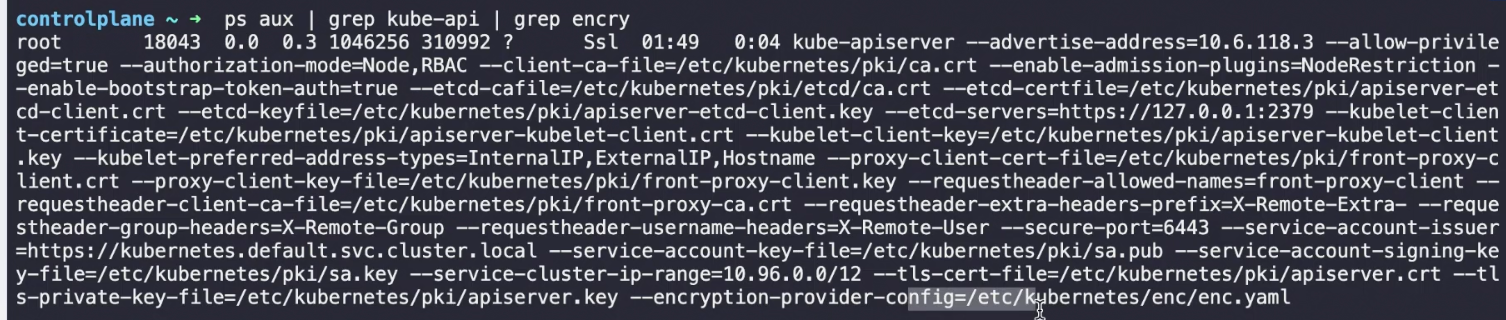 controlplane ~ → ps aux | grep kube-api | grep encry
root 18043 0.0 0.3 1046256 310992 ? Ssl 01:49 0:04 kube-apiserver --advertise-address=10.6.118.3 --allow-privile
ged=true --authorization-mode=Node,RBAC --client-ca-file=/etc/kubernetes/pki/ca.crt --enable-admission-plugins=NodeRestriction -
-enable-bootstrap-token-auth=true --etcd-cafile=/etc/kubernetes/pki/etcd/ca.crt --etcd-certfile=/etc/kubernetes/pki/apiserver-et
cd-client.crt --etcd-keyfile=/etc/kubernetes/pki/apiserver-etcd-client.key --etcd-servers=https://127.0.0.1:2379 --kubelet-clien
t-certificate=/etc/kubernetes/pki/apiserver-kubelet-client.crt --kubelet-client-key=/etc/kubernetes/pki/apiserver-kubelet-client
.key --kubelet-preferred-address-types=InternalIP,ExternalIP,Hostname --proxy-client-cert-file=/etc/kubernetes/pki/front-proxy-c
lient.crt --proxy-client-key-file=/etc/kubernetes/pki/front-proxy-client.key --requestheader-allowed-names=front-proxy-client --
requestheader-client-ca-file=/etc/kubernetes/pki/front-proxy-ca.crt --requestheader-extra-headers-prefix=X-Remote-Extra- --reque
stheader-group-headers=X-Remote-Group --requestheader-username-headers=X-Remote-User --secure-port=6443 --service-account-issuer
=https://kubernetes.default.svc.cluster.local --service-account-key-file=/etc/kubernetes/pki/sa.pub --service-account-signing-ke
y-file=/etc/kubernetes/pki/sa.key --service-cluster-ip-range=10.96.0.0/12 --tls-cert-file=/etc/kubernetes/pki/apiserver.crt --tl
s-private-key-file=/etc/kubernetes/pki/apiserver.key --encryption-provider-config=/etc/kubernetes/enc/enc.yaml